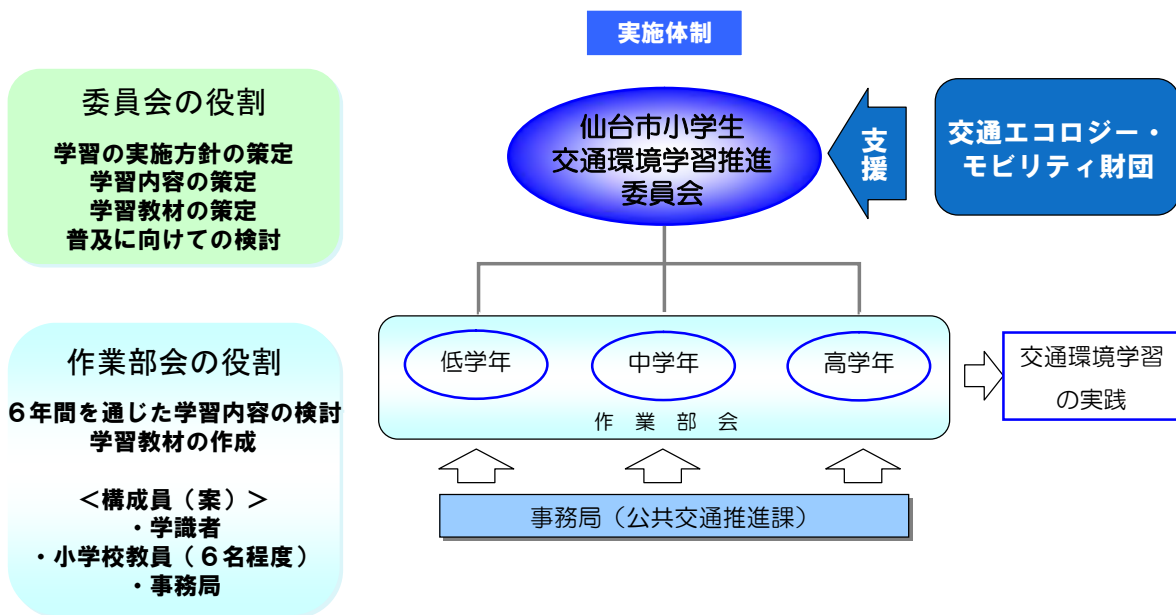 実施体制
委員会の役割
学習の実施方針の策定
学習内容の策定
学習教材の策定
普及に向けての検討
仙台市小学生
交通環境学習推進
委員会
支援
交通エコロジー・
モビリティ財団
作業部会の役割
６年間を通じた学習内容の検討
学習教材の作成
＜構成員（案）＞
・学識者
・小学校教員（６名程度）
・事務局
低学年
中学年
高学年
作業部会
交通環境学習
の実践
事務局（公共交通推進課）